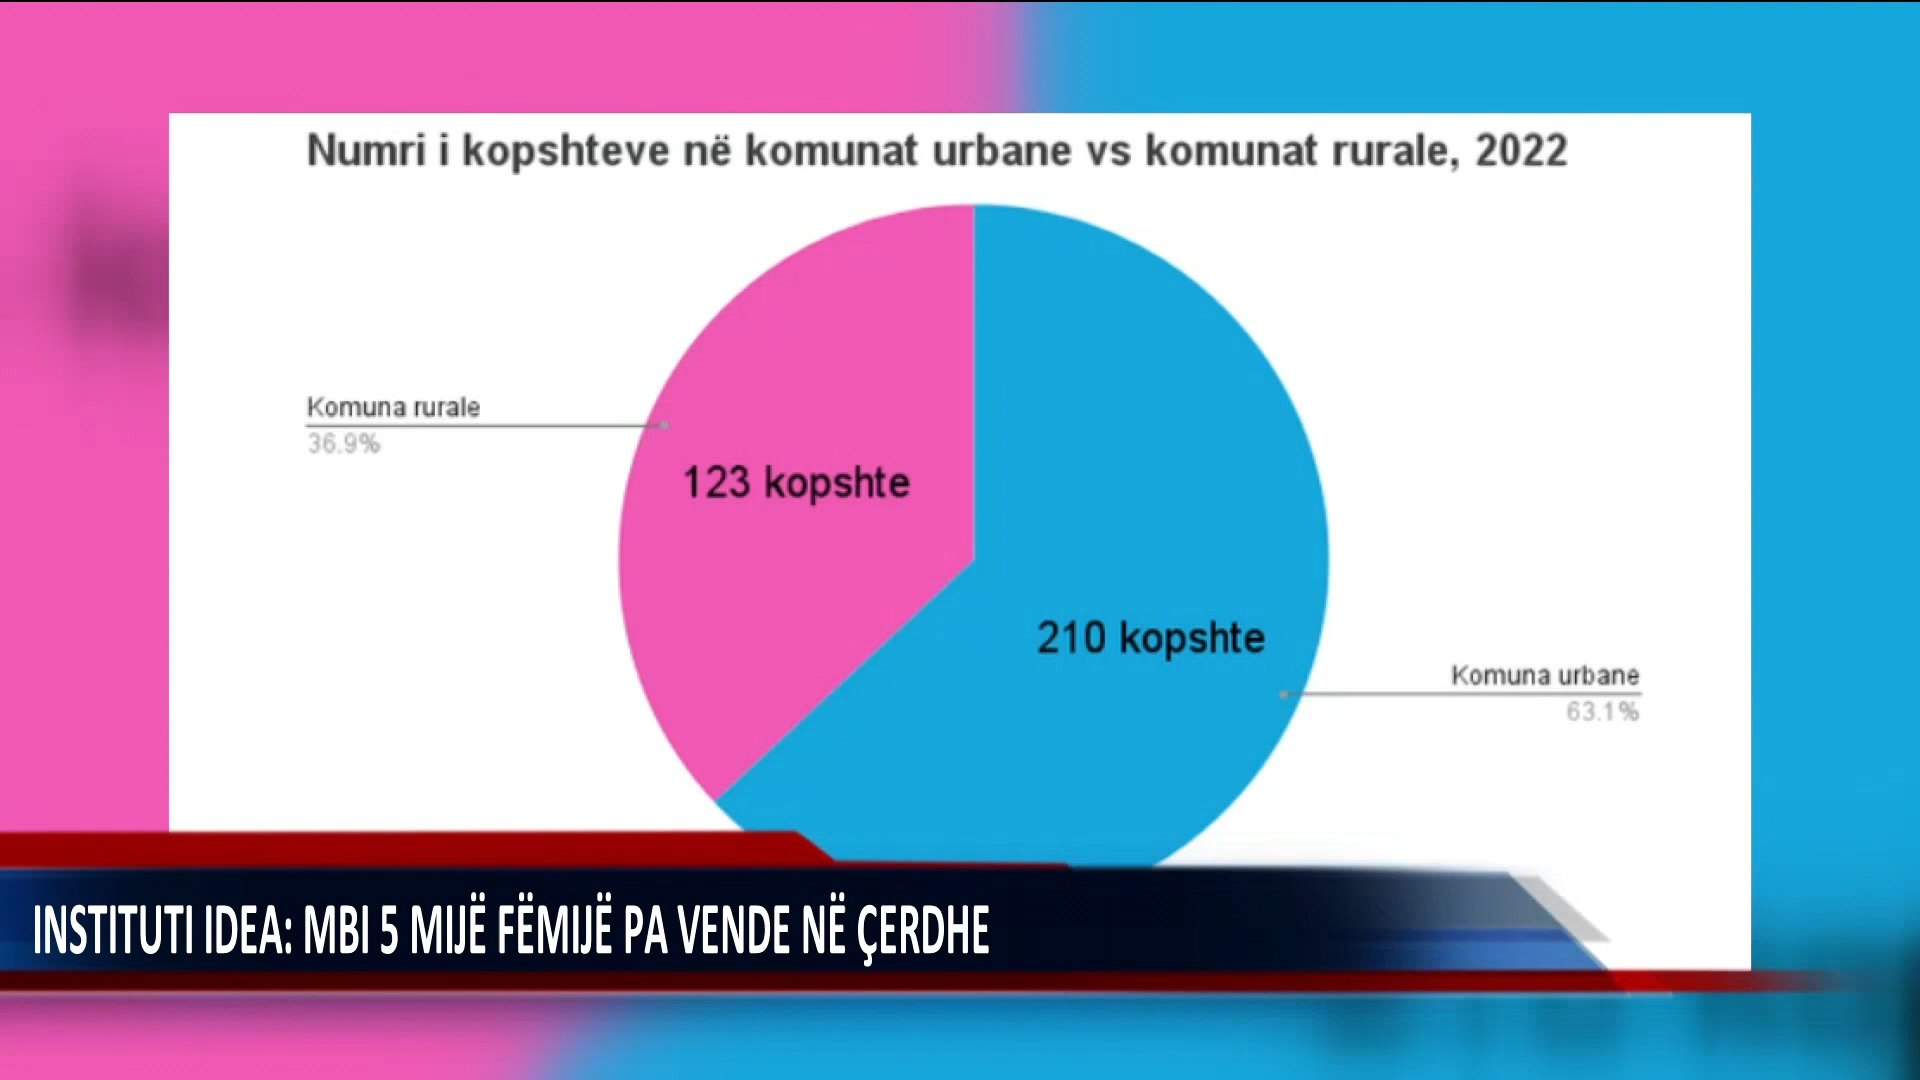 Numri i kopshteve në komunat urbane vs komunat rurale, 2022
Komuna rurale
36.9%
123 kopshte
210 kopshte
Komuna urbane
63.1%
INSTITUTI IDEA: MBI 5 MIJË FËMIJË PA VENDE NË ÇERDHE